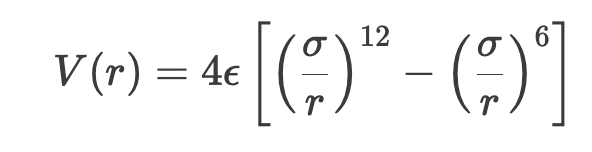 V(r) = 4ϵ [ (σ/r)^12 − (σ/r)^6 ]